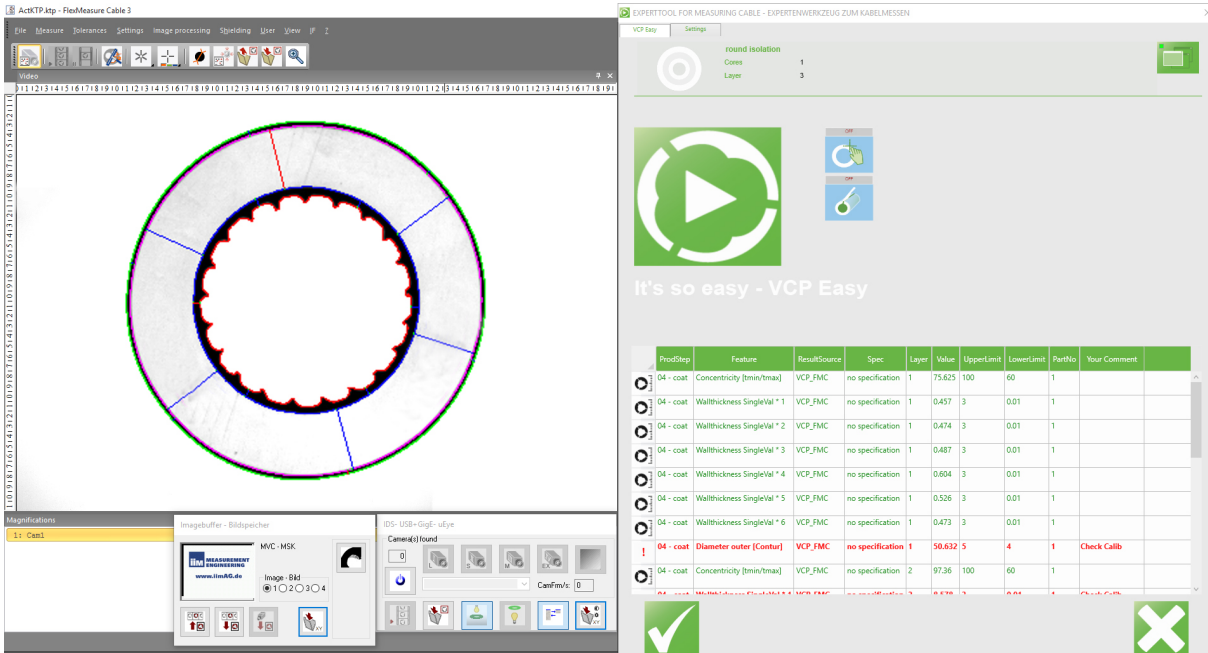 ActKTP.ktp - FlexMeasure Cable 3
File Measure Tolerances Settings Image processing Shielding User View IP ?
Video
Magnifications
1: Cam1
Imagebuffer - Bildspeicher
MVC - MSK
iim MEASUREMENT ENGINEERING
www.iimAG.de
Image - Bild
1 2 3 4
XY
IDS- USB+GigE- uEye
Camera(s) found
0
L S M EX
CamFrm/s: 0
XY
EXPERTTOOL FOR MEASURING CABLE - EXPERTENWERKZEUG ZUM KABELMESSEN
VCP Easy Settings
round isolation
Cores 1
Layer 3
OFF
OFF
It's so easy - VCP Easy
ProdStep Feature ResultSource Spec Layer Value UpperLimit LowerLimit PartNo Your Comment
04 - coat Concentricity [tmin/tmax] VCP_FMC no specification 1 75.625 100 60 1
04 - coat Wallthickness SingleVal * 1 VCP_FMC no specification 1 0.457 3 0.01 1
04 - coat Wallthickness SingleVal * 2 VCP_FMC no specification 1 0.474 3 0.01 1
04 - coat Wallthickness SingleVal * 3 VCP_FMC no specification 1 0.487 3 0.01 1
04 - coat Wallthickness SingleVal * 4 VCP_FMC no specification 1 0.604 3 0.01 1
04 - coat Wallthickness SingleVal * 5 VCP_FMC no specification 1 0.526 3 0.01 1
04 - coat Wallthickness SingleVal * 6 VCP_FMC no specification 1 0.473 3 0.01 1
04 - coat Diameter outer [Contur] VCP_FMC no specification 1 50.632 5 4 1 Check Calib
04 - coat Concentricity [tmin/tmax] VCP_FMC no specification 2 97.36 100 60 1